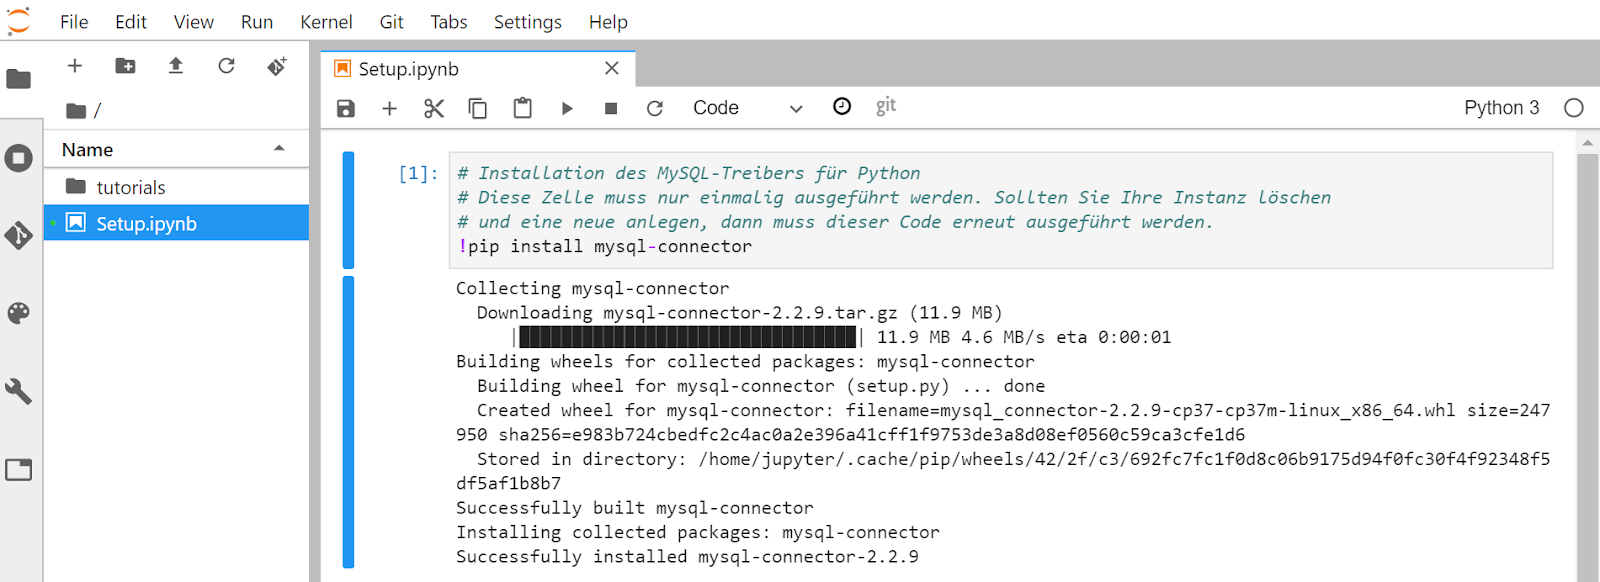 File Edit View Run Kernel Git Tabs Settings Help
/
Name
tutorials
Setup.ipynb
Setup.ipynb
Code git Python 3
[1]: # Installation des MySQL-Treibers für Python
# Diese Zelle muss nur einmalig ausgeführt werden. Sollten Sie Ihre Instanz löschen
# und eine neue anlegen, dann muss dieser Code erneut ausgeführt werden.
!pip install mysql-connector
Collecting mysql-connector
Downloading mysql-connector-2.2.9.tar.gz (11.9 MB)
|████████████████████████████████| 11.9 MB 4.6 MB/s eta 0:00:01
Building wheels for collected packages: mysql-connector
Building wheel for mysql-connector (setup.py) ... done
Created wheel for mysql-connector: filename=mysql_connector-2.2.9-cp37-cp37m-linux_x86_64.whl size=247
950 sha256=e983b724cbedfc2c4ac0a2e396a41cff1f9753de3a8d08ef0560c59ca3cfe1d6
Stored in directory: /home/jupyter/.cache/pip/wheels/42/2f/c3/692fc7fc1f0d8c06b9175d94f0fc30f4f92348f5
df5af1b8b7
Successfully built mysql-connector
Installing collected packages: mysql-connector
Successfully installed mysql-connector-2.2.9